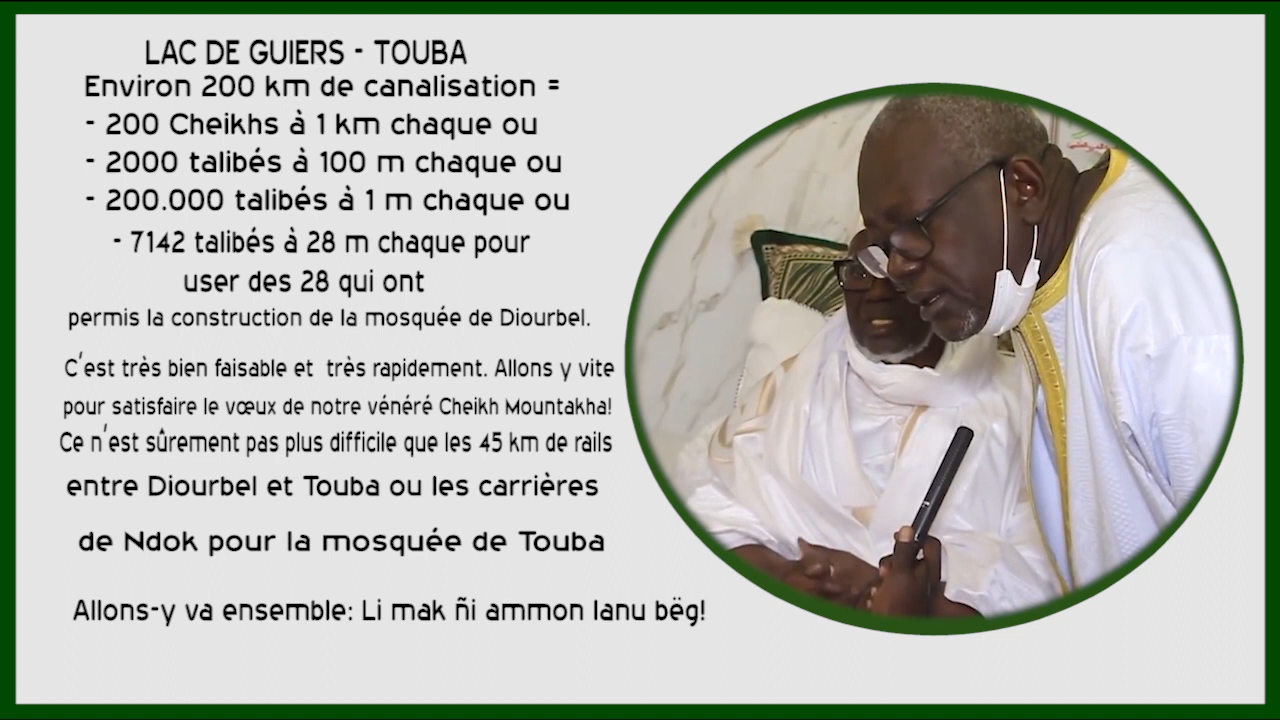 LAC DE GUIERS - TOUBA
Environ 200 km de canalisation =
- 200 Cheikhs à 1 km chaque ou
- 2000 talibés à 100 m chaque ou
- 200.000 talibés à 1 m chaque ou
- 7142 talibés à 28 m chaque pour
user des 28 qui ont
permis la construction de la mosquée de Diourbel.
C'est très bien faisable et très rapidement. Allons y vite
pour satisfaire le vœux de notre vénéré Cheikh Mountakha!
Ce n'est sûrement pas plus difficile que les 45 km de rails
entre Diourbel et Touba ou les carrières
de Ndok pour la mosquée de Touba
Allons-y va ensemble: Li mak ñi ammon lanu bëg!